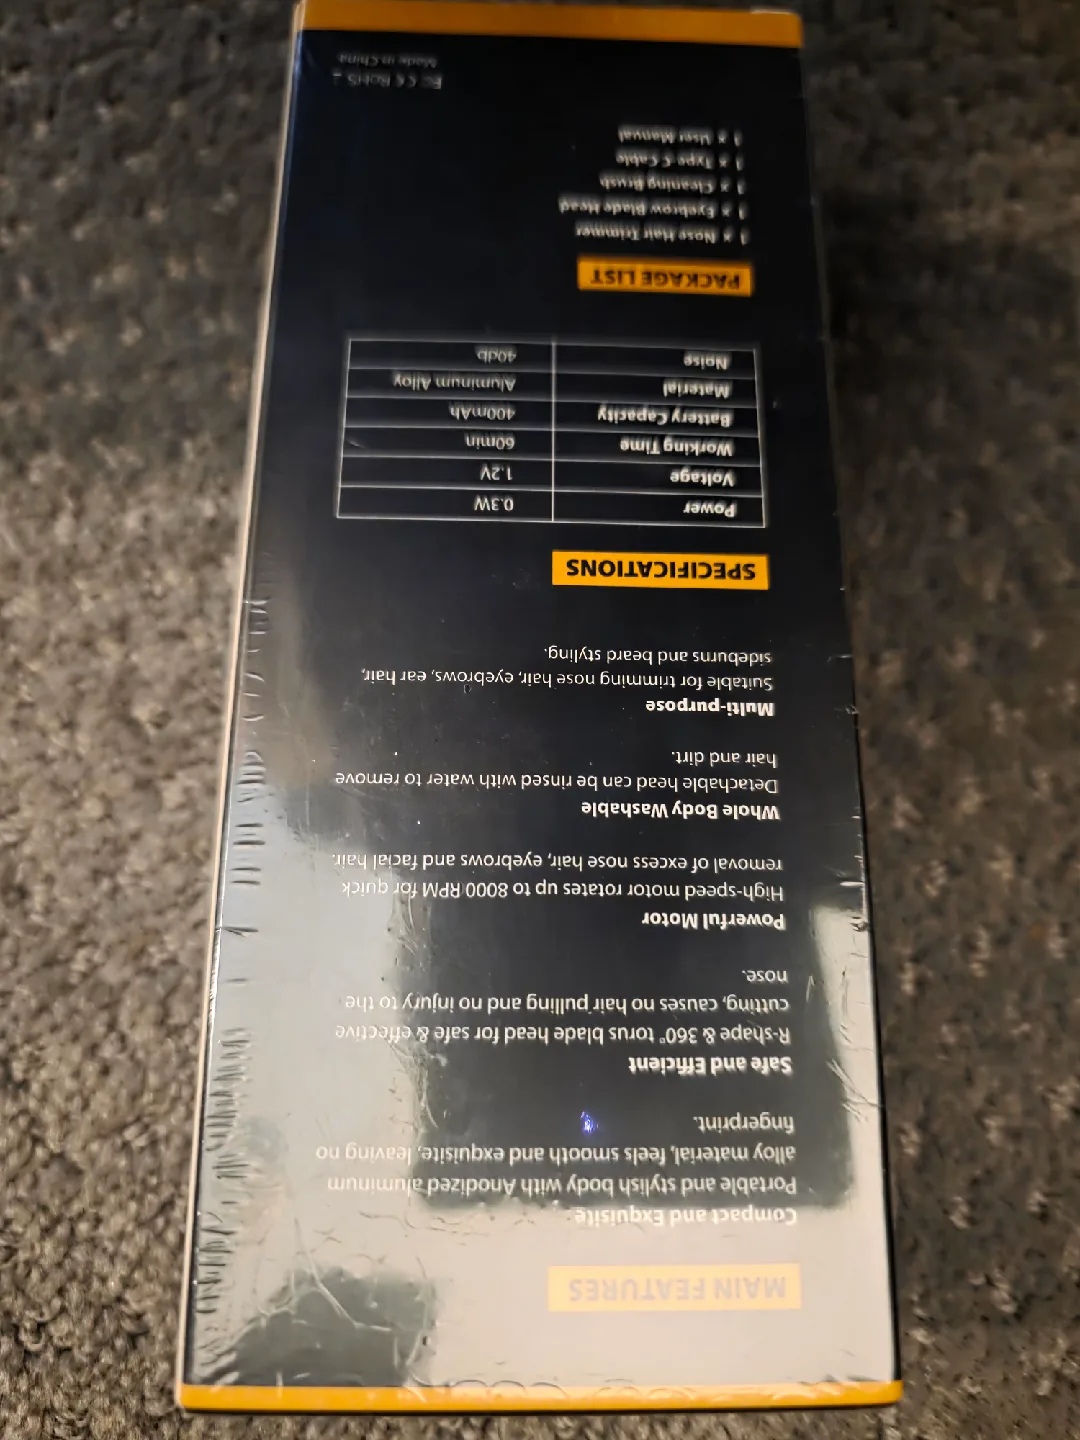 MAIN FEATURES
Compact and Exquisite
Portable and stylish body with Anodized aluminum
alloy material, feels smooth and exquisite, leaving no
fingerprint.
Safe and Efficient
R-shape & 360° torus blade head for safe & effective
cutting, causes no hair pulling and no injury to the
nose.
Powerful Motor
High-speed motor rotates up to 8000 RPM for quick
removal of excess nose hair, eyebrows and facial hair.
Whole Body Washable
Detachable head can be rinsed with water to remove
hair and dirt.
Multi-purpose
Suitable for trimming nose hair, eyebrows, ear hair,
sideburns and beard styling.
SPECIFICATIONS
Power 0.3W
Voltage 1.2V
Working Time 60min
Battery Capacity 400mAh
Material Aluminum Alloy
Noise 40db
PACKAGE LIST
1 x Nose Hair Trimmer
1 x Eyebrow Blade Head
1 x Cleaning Brush
1 x Type-C Cable
1 x User Manual
FC CE RoHS
Made in China